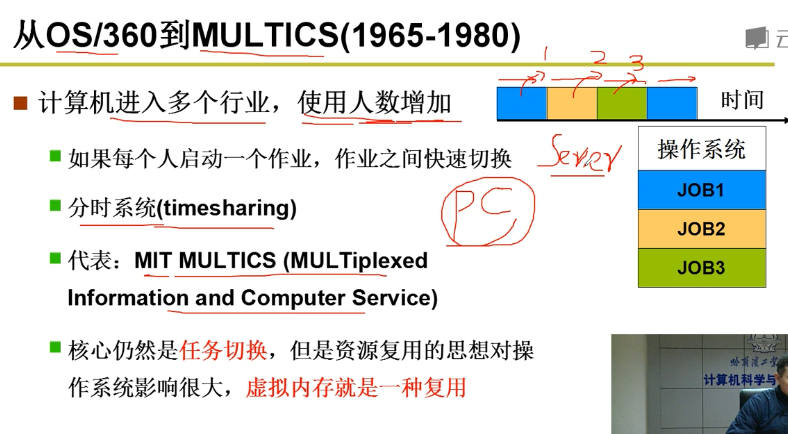 从OS/360到MULTICS(1965-1980)
云
1 2 3
计算机进入多个行业，使用人数增加
时间
如果每个人启动一个作业，作业之间快速切换
Server
操作系统
JOB1
分时系统(timesharing)
PC
JOB2
代表：MIT MULTICS (MULTiplexed
Information and Computer Service)
JOB3
核心仍然是任务切换，但是资源复用的思想对操
作系统影响很大，虚拟内存就是一种复用
哈尔滨工业
计算机科学与